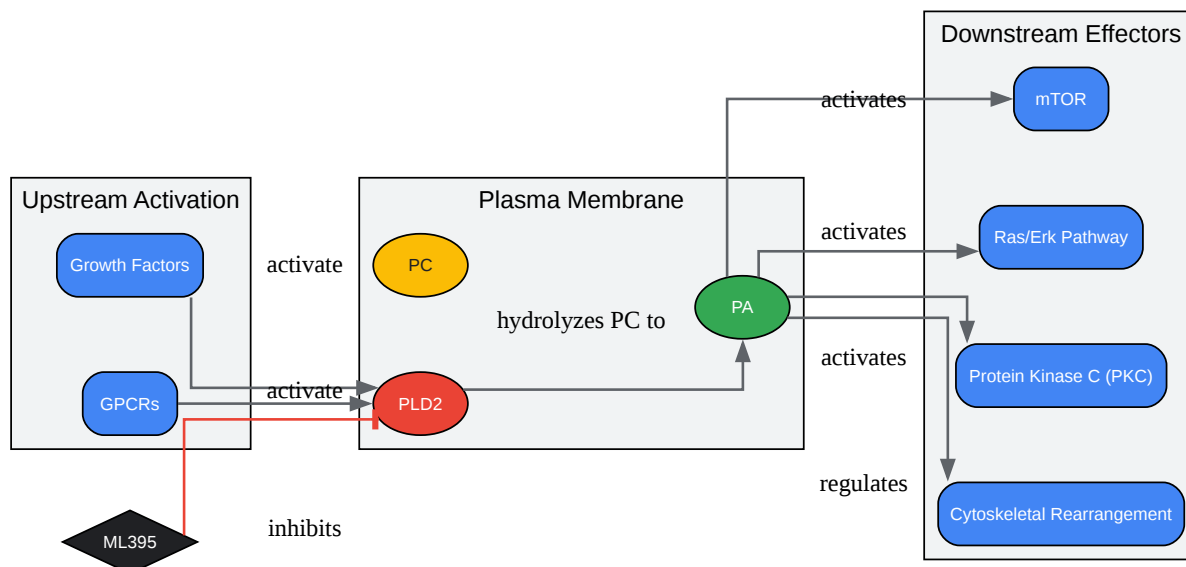 Downstream Effectors
activates
mTOR
Upstream Activation
Plasma Membrane
Growth Factors
activate
PC
activates
Ras/Erk Pathway
hydrolyzes PC to
PA
activates
Protein Kinase C (PKC)
GPCRs
activate
PLD2
regulates
Cytoskeletal Rearrangement
ML395
inhibits